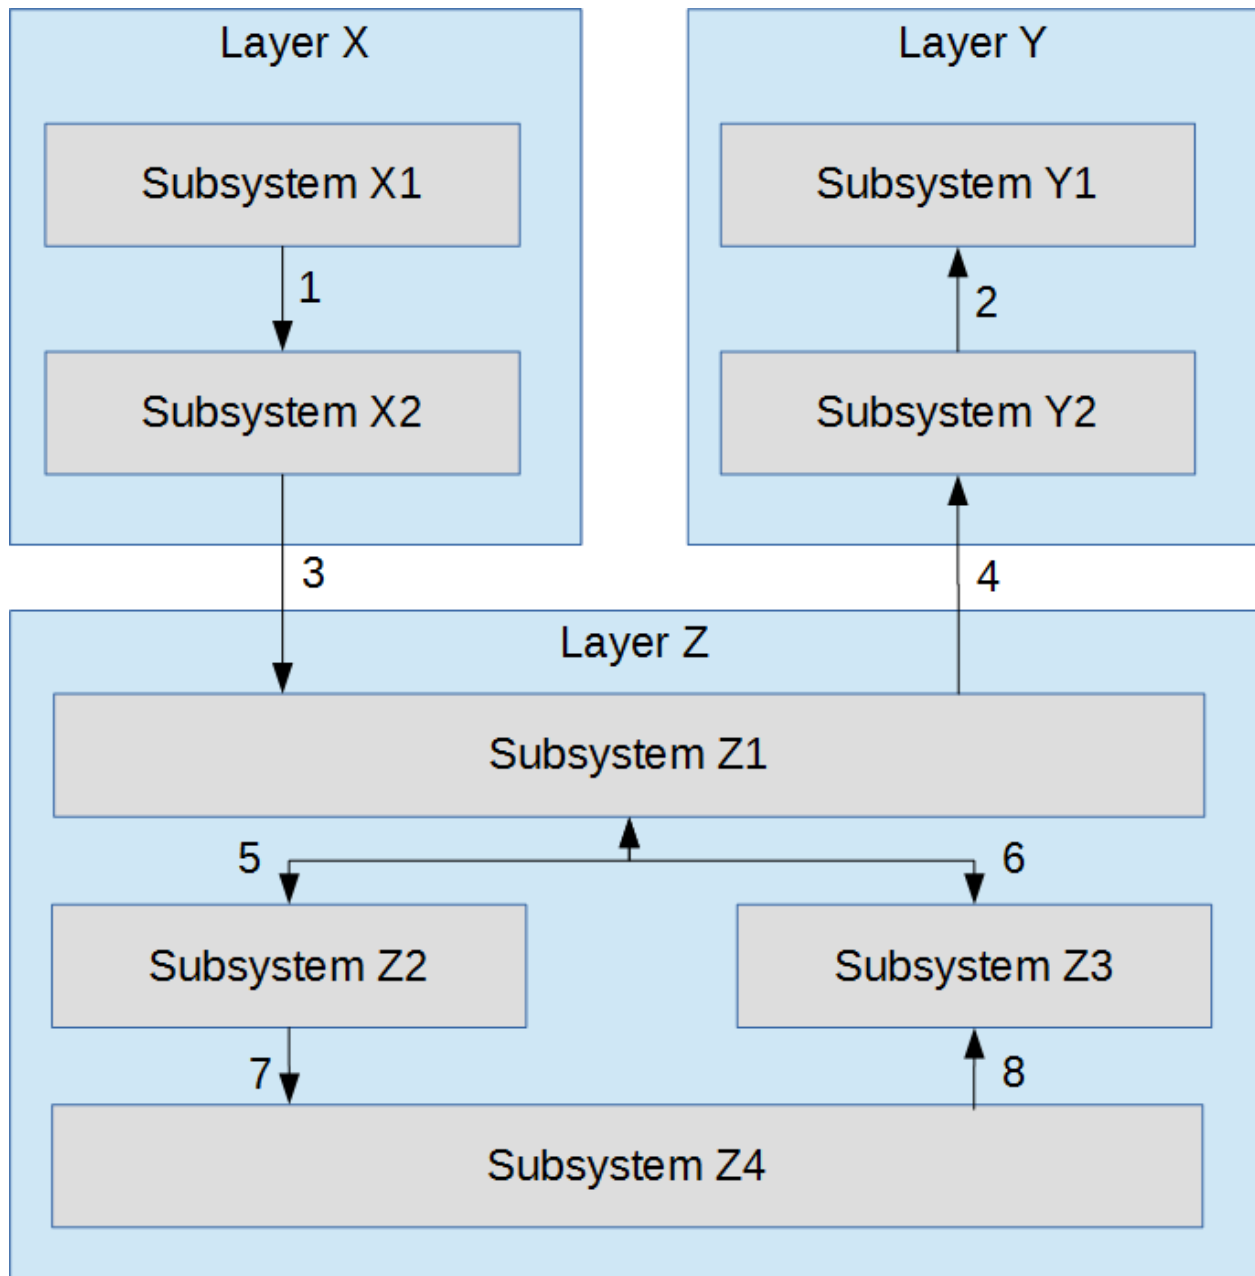 Layer X
Layer Y
Subsystem X1
Subsystem Y1
1
2
Subsystem X2
Subsystem Y2
3
4
Layer Z
Subsystem Z1
5
6
Subsystem Z2
Subsystem Z3
7
8
Subsystem Z4